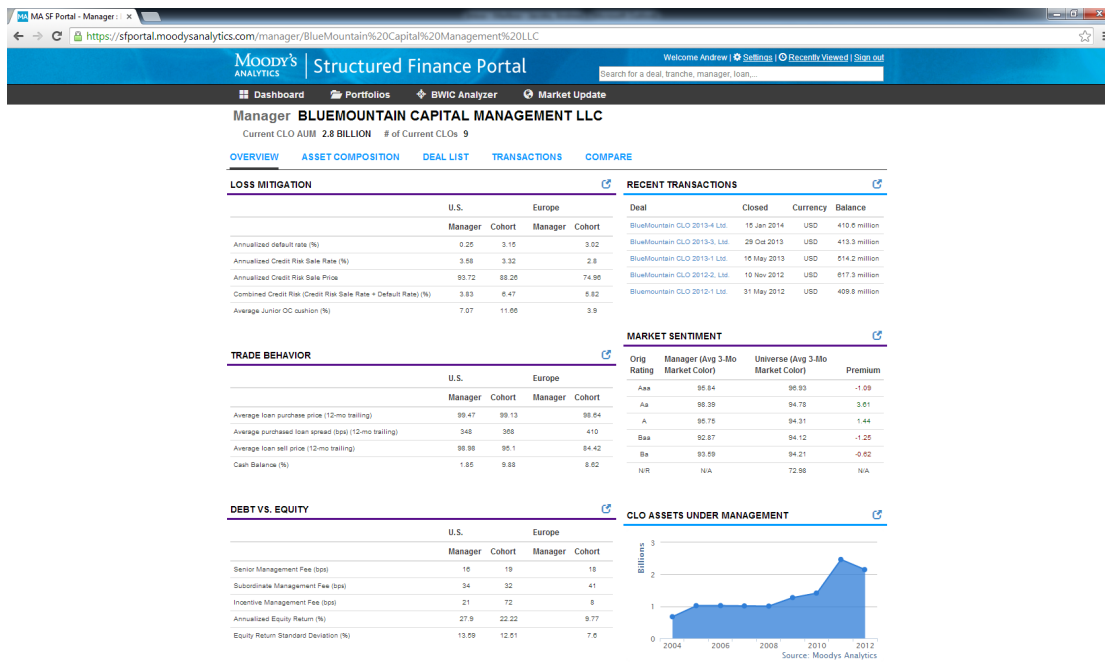 MA SF Portal - Manager :
https://sfportal.moodysanalytics.com/manager/BlueMountain%20Capital%20Management%20LLC
MOODY'S ANALYTICS | Structured Finance Portal
Welcome Andrew | Settings | Recently Viewed | Sign out
Search for a deal, tranche, manager, loan,...
Dashboard Portfolios BWIC Analyzer Market Update
Manager BLUEMOUNTAIN CAPITAL MANAGEMENT LLC
Current CLO AUM 2.8 BILLION # of Current CLOs 9
OVERVIEW ASSET COMPOSITION DEAL LIST TRANSACTIONS COMPARE
LOSS MITIGATION
U.S. Europe
Manager Cohort Manager Cohort
Annualized default rate (%) 0.25 3.15 3.02
Annualized Credit Risk Sale Rate (%) 3.58 3.32 2.8
Annualized Credit Risk Sale Price 93.72 88.26 74.96
Combined Credit Risk (Credit Risk Sale Rate + Default Rate) (%) 3.83 6.47 5.82
Average Junior OC cushion (%) 7.07 11.66 3.9
TRADE BEHAVIOR
U.S. Europe
Manager Cohort Manager Cohort
Average loan purchase price (12-mo trailing) 99.47 99.13 98.64
Average purchased loan spread (bps) (12-mo trailing) 348 368 410
Average loan sell price (12-mo trailing) 98.98 95.1 84.42
Cash Balance (%) 1.85 9.88 8.62
DEBT VS. EQUITY
U.S. Europe
Manager Cohort Manager Cohort
Senior Management Fee (bps) 16 19 18
Subordinate Management Fee (bps) 34 32 41
Incentive Management Fee (bps) 21 72 8
Annualized Equity Return (%) 27.9 22.22 9.77
Equity Return Standard Deviation (%) 13.59 12.51 7.6
RECENT TRANSACTIONS
Deal Closed Currency Balance
BlueMountain CLO 2013-4 Ltd. 15 Jan 2014 USD 410.6 million
BlueMountain CLO 2013-3, Ltd. 29 Oct 2013 USD 413.3 million
BlueMountain CLO 2013-1 Ltd. 16 May 2013 USD 514.2 million
BlueMountain CLO 2012-2, Ltd. 10 Nov 2012 USD 617.3 million
Bluemountain CLO 2012-1 Ltd. 31 May 2012 USD 409.8 million
MARKET SENTIMENT
Orig Rating Manager (Avg 3-Mo Market Color) Universe (Avg 3-Mo Market Color) Premium
Aaa 95.84 96.93 -1.09
Aa 98.39 94.78 3.61
A 95.75 94.31 1.44
Baa 92.87 94.12 -1.25
Ba 93.59 94.21 -0.62
N/R N/A 72.98 N/A
CLO ASSETS UNDER MANAGEMENT
Billions
3
2
1
0
2004 2006 2008 2010 2012
Source: Moodys Analytics